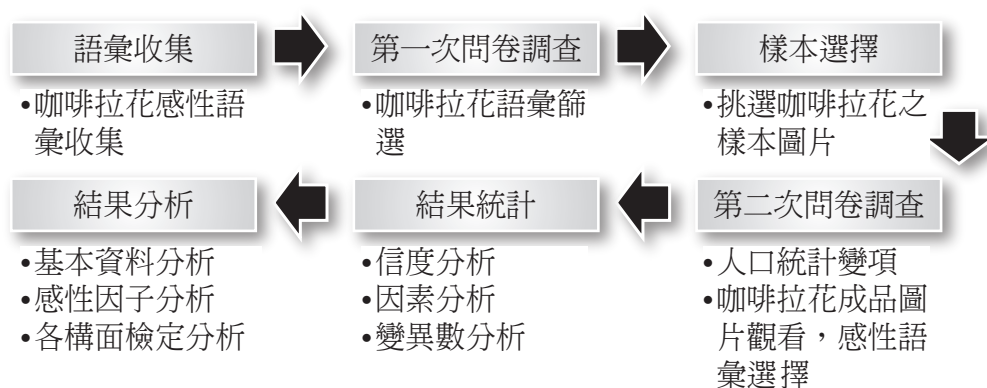 語彙收集
•咖啡拉花感性語
彙收集
第一次問卷調查
•咖啡拉花語彙篩
選
樣本選擇
•挑選咖啡拉花之
樣本圖片
第二次問卷調查
•人口統計變項
•咖啡拉花成品圖
片觀看，感性語
彙選擇
結果統計
•信度分析
•因素分析
•變異數分析
結果分析
•基本資料分析
•感性因子分析
•各構面檢定分析